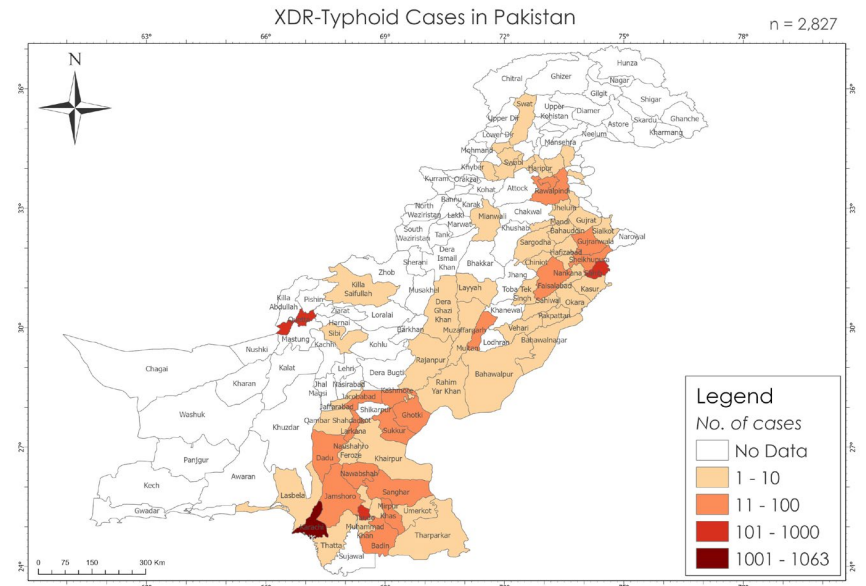 XDR-Typhoid Cases in Pakistan
n = 2,827
63° 66° 69° 72° 75° 78°
N
Hunza
Chitral Ghizer
Nagar
36°
Gilgit
Shigar
Swat
Upper Kohistan
Diamer
Upper Dir
Astore Skardu Ghanche
Lower Dir
Neelum Kharmang
Mansehra
Mohmand
Swabi
Khyber Haripur
Kurram Orakzai
Kohat Attock Rawalpindi
33°
Bannu
Karak
North Waziristan
Lakki Marwat
Mianwali
Chakwal
Jhelum
Gujrat
Mandi Bahauddin
Sialkot
South Waziristan
Tank
Khushab
Narowal
Gujranwala
Sargodha
Hafizabad
Dera Ismail Khan
Sherani
Bhakkar
Chiniot
Sheikhupura
Zhob
Jhang
Nankana
Faisalabad
Killa Saifullah
Musakhel
Layyah
Toba Tek Singh
Kasur
Killa Abdullah
Pishin
Dera Ghazi Khan
Sahiwal
Okara
Ziarat
Loralai
Khanewal
Pakpattan
30°
Harnai
Sibi
Barkhan
Muzaffargarh
Vehari
Mastung
Kachhi
Kohlu
Lodhran
Bahawalnagar
Multan
Nushki
Chagai
Kalat
Lehri
Dera Bugti
Rajanpur
Bahawalpur
Kharan
Jhal Magsi
Nasirabad
Rahim Yar Khan
Kashmore
Jacobabad
Washuk
Jaffarabad
Shikarpur
Ghotki
Khuzdar
Qambar Shahdadkot
Larkana
Sukkur
27°
Naushahro Feroze
Panjgur
Dadu
Khairpur
Awaran
Nawabshah
Kech
Lasbela
Jamshoro
Sanghar
Gwadar
Mirpur Khas
Umerkot
Karachi
Muhammad Khan
Tharparkar
Thatta
Badin
Sujawal
24°
0 75 150 300 Km
Legend
No. of cases
No Data
1 - 10
11 - 100
101 - 1000
1001 - 1063